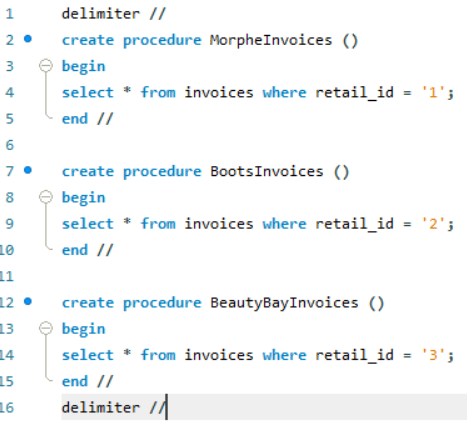 1 delimiter //
2 create procedure MorpheInvoices ()
3 begin
4 select * from invoices where retail_id = '1';
5 end //
6
7 create procedure BootsInvoices ()
8 begin
9 select * from invoices where retail_id = '2';
10 end //
11
12 create procedure BeautyBayInvoices ()
13 begin
14 select * from invoices where retail_id = '3';
15 end //
16 delimiter //